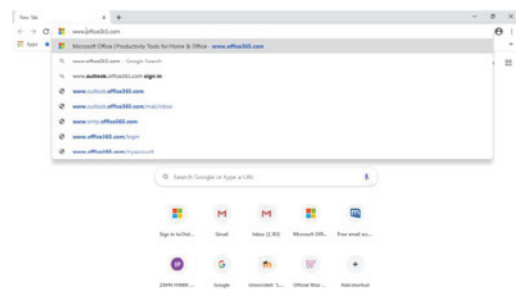 New Tab
www.office365.com
Apps
Microsoft Office | Productivity Tools for Home & Office - www.office365.com
www.office365.com - Google Search
www.outlook.office365.com sign in
www.outlook.office365.com
www.outlook.office365.com/mail/inbox
www.smtp.office365.com
www.office365.com/login
www.office365.com/myaccount
Search Google or type a URL
Sign in to Out... Gmail Inbox (2,163) Microsoft Offi... Free email acc...
Google Universiteti "L... Official Wizz ... Add shortcut